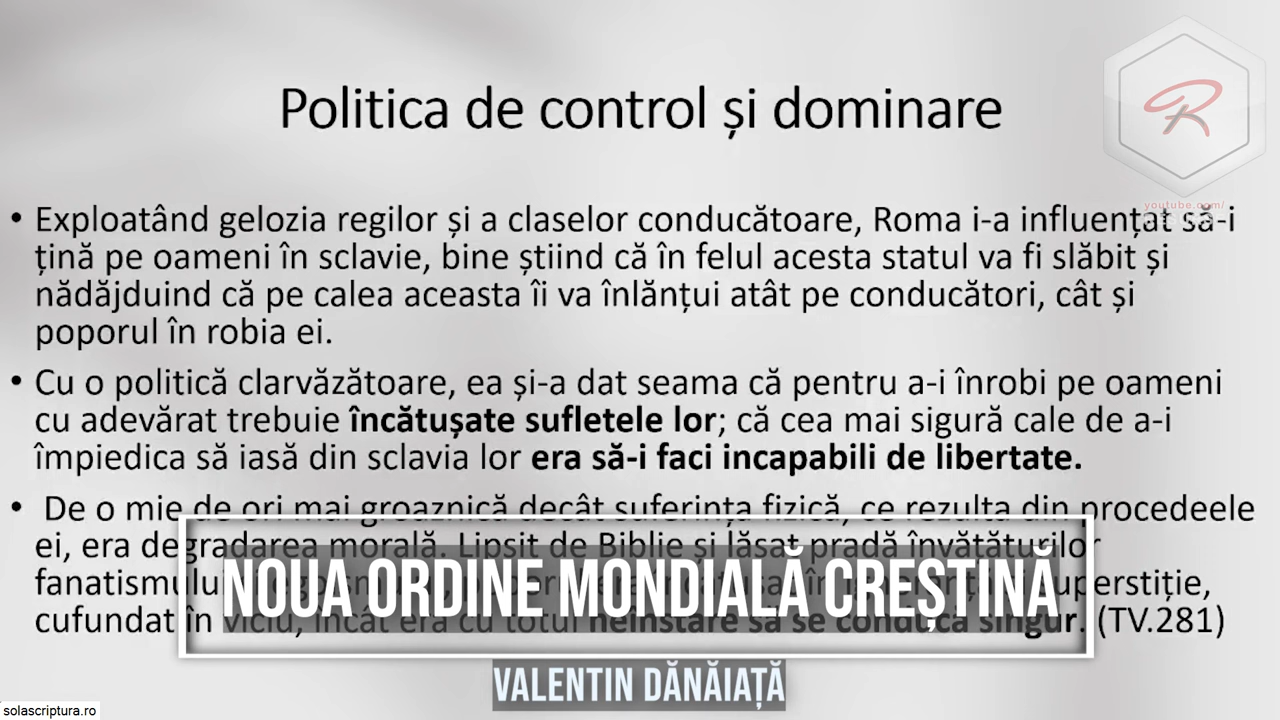 Politica de control și dominare
youtube.com/
• Exploatând gelozia regilor și a claselor conducătoare, Roma i-a influențat să-i
țină pe oameni în sclavie, bine știind că în felul acesta statul va fi slăbit și
nădăjduind că pe calea aceasta îi va înlănțui atât pe conducători, cât și
poporul în robia ei.
• Cu o politică clarvăzătoare, ea și-a dat seama că pentru a-i înrobi pe oameni
cu adevărat trebuie încătușate sufletele lor; că cea mai sigură cale de a-i
împiedica să iasă din sclavia lor era să-i faci incapabili de libertate.
• De o mie de ori mai groaznică decât suferința fizică, ce rezulta din procedeele
ei, era degradarea morală. Lipsit de Biblie și lăsat pradă învățăturilor
fanatismului superstiție,
cufundat în viciu, încât era cu totul neînstare să se conducă singur. (TV.281)
NOUA ORDINE MONDIALĂ CREȘTINĂ
VALENTIN DĂNĂIAȚĂ
solascriptura.ro